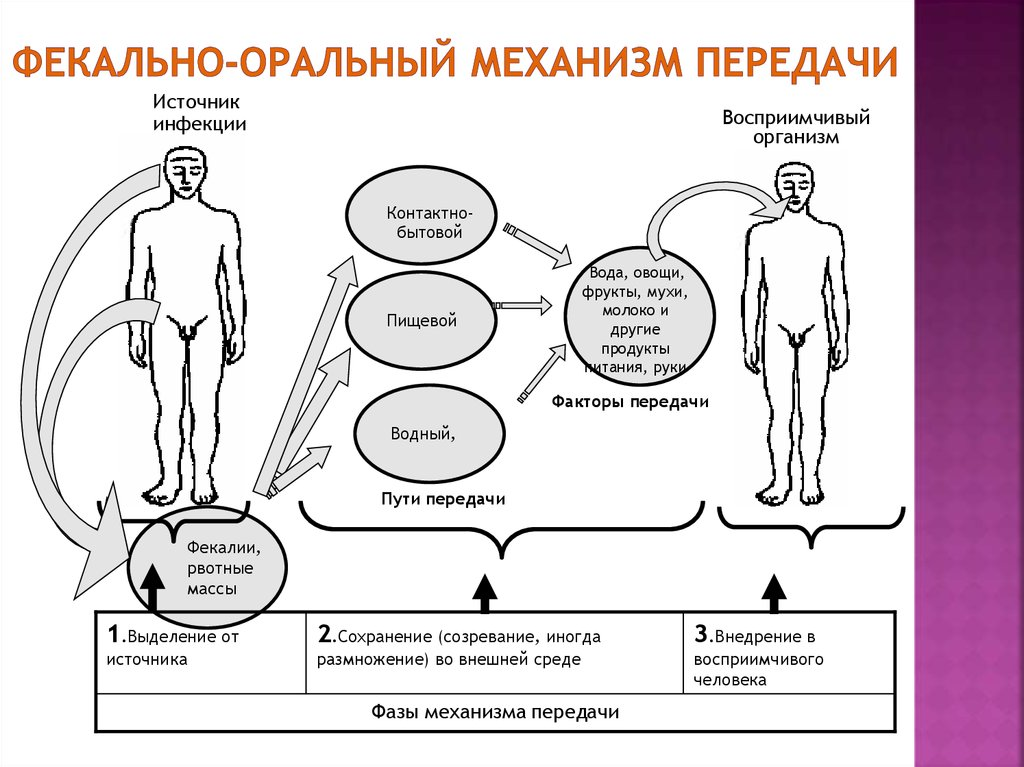 ФЕКАЛЬНО-ОРАЛЬНЫЙ МЕХАНИЗМ ПЕРЕДАЧИ
Источник
инфекции
Восприимчивый
организм
Контактно-
бытовой
Пищевой
Водный,
Пути передачи
Вода, овощи,
фрукты, мухи,
молоко и
другие
продукты
питания, руки
Факторы передачи
Фекалии,
рвотные
массы
1.Выделение от
источника
2.Сохранение (созревание, иногда
размножение) во внешней среде
3.Внедрение в
восприимчивого
человека
Фазы механизма передачи